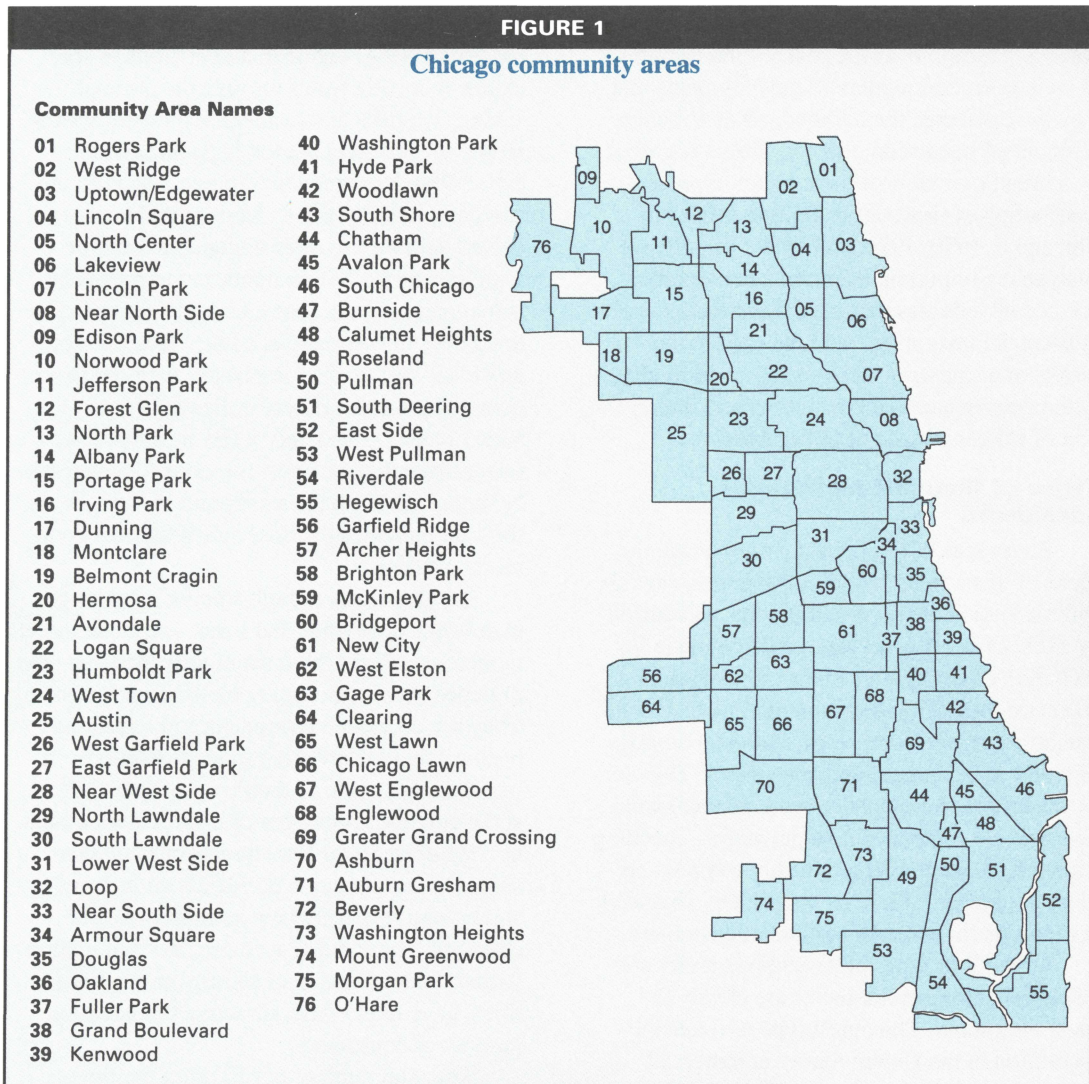 FIGURE 1
Chicago community areas
Community Area Names
01 Rogers Park
02 West Ridge
03 Uptown/Edgewater
04 Lincoln Square
05 North Center
06 Lakeview
07 Lincoln Park
08 Near North Side
09 Edison Park
10 Norwood Park
11 Jefferson Park
12 Forest Glen
13 North Park
14 Albany Park
15 Portage Park
16 Irving Park
17 Dunning
18 Montclare
19 Belmont Cragin
20 Hermosa
21 Avondale
22 Logan Square
23 Humboldt Park
24 West Town
25 Austin
26 West Garfield Park
27 East Garfield Park
28 Near West Side
29 North Lawndale
30 South Lawndale
31 Lower West Side
32 Loop
33 Near South Side
34 Armour Square
35 Douglas
36 Oakland
37 Fuller Park
38 Grand Boulevard
39 Kenwood
40 Washington Park
41 Hyde Park
42 Woodlawn
43 South Shore
44 Chatham
45 Avalon Park
46 South Chicago
47 Burnside
48 Calumet Heights
49 Roseland
50 Pullman
51 South Deering
52 East Side
53 West Pullman
54 Riverdale
55 Hegewisch
56 Garfield Ridge
57 Archer Heights
58 Brighton Park
59 McKinley Park
60 Bridgeport
61 New City
62 West Elston
63 Gage Park
64 Clearing
65 West Lawn
66 Chicago Lawn
67 West Englewood
68 Englewood
69 Greater Grand Crossing
70 Ashburn
71 Auburn Gresham
72 Beverly
73 Washington Heights
74 Mount Greenwood
75 Morgan Park
76 O'Hare
01
09
02
12
10
13
76
11
04
03
14
15
16
05
17
06
21
18
19
22
07
20
23
24
08
25
26
27
28
32
29
33
31
34
30
60
35
59
36
58
38
57
61
37
39
63
56
62
40
41
68
64
42
67
65
66
69
43
70
71
44
45
46
48
47
73
50
72
51
49
74
52
75
53
54
55